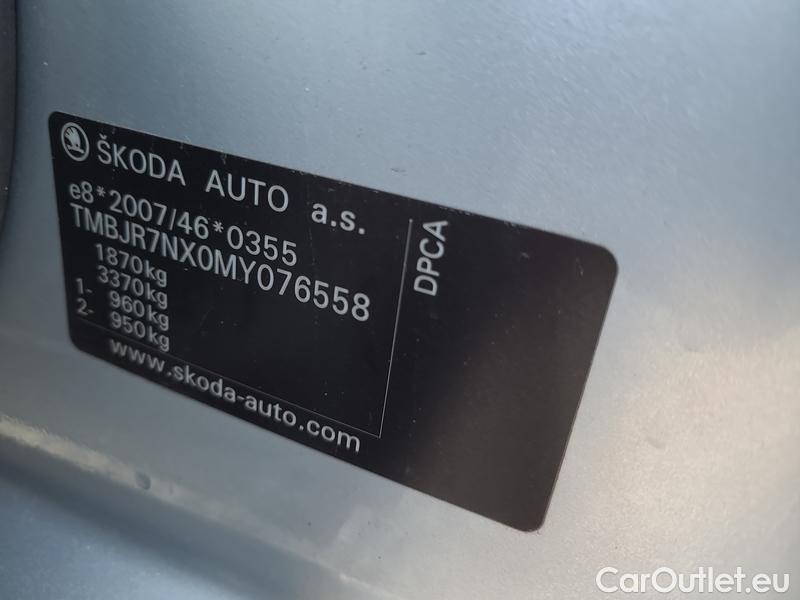 ŠKODA AUTO a.s.
e8*2007/46*0355
TMBJR7NX0MY076558
1870kg
3370kg
1- 960kg
2- 950kg
www.skoda-auto.com
DPCA
CarOutlet.eu